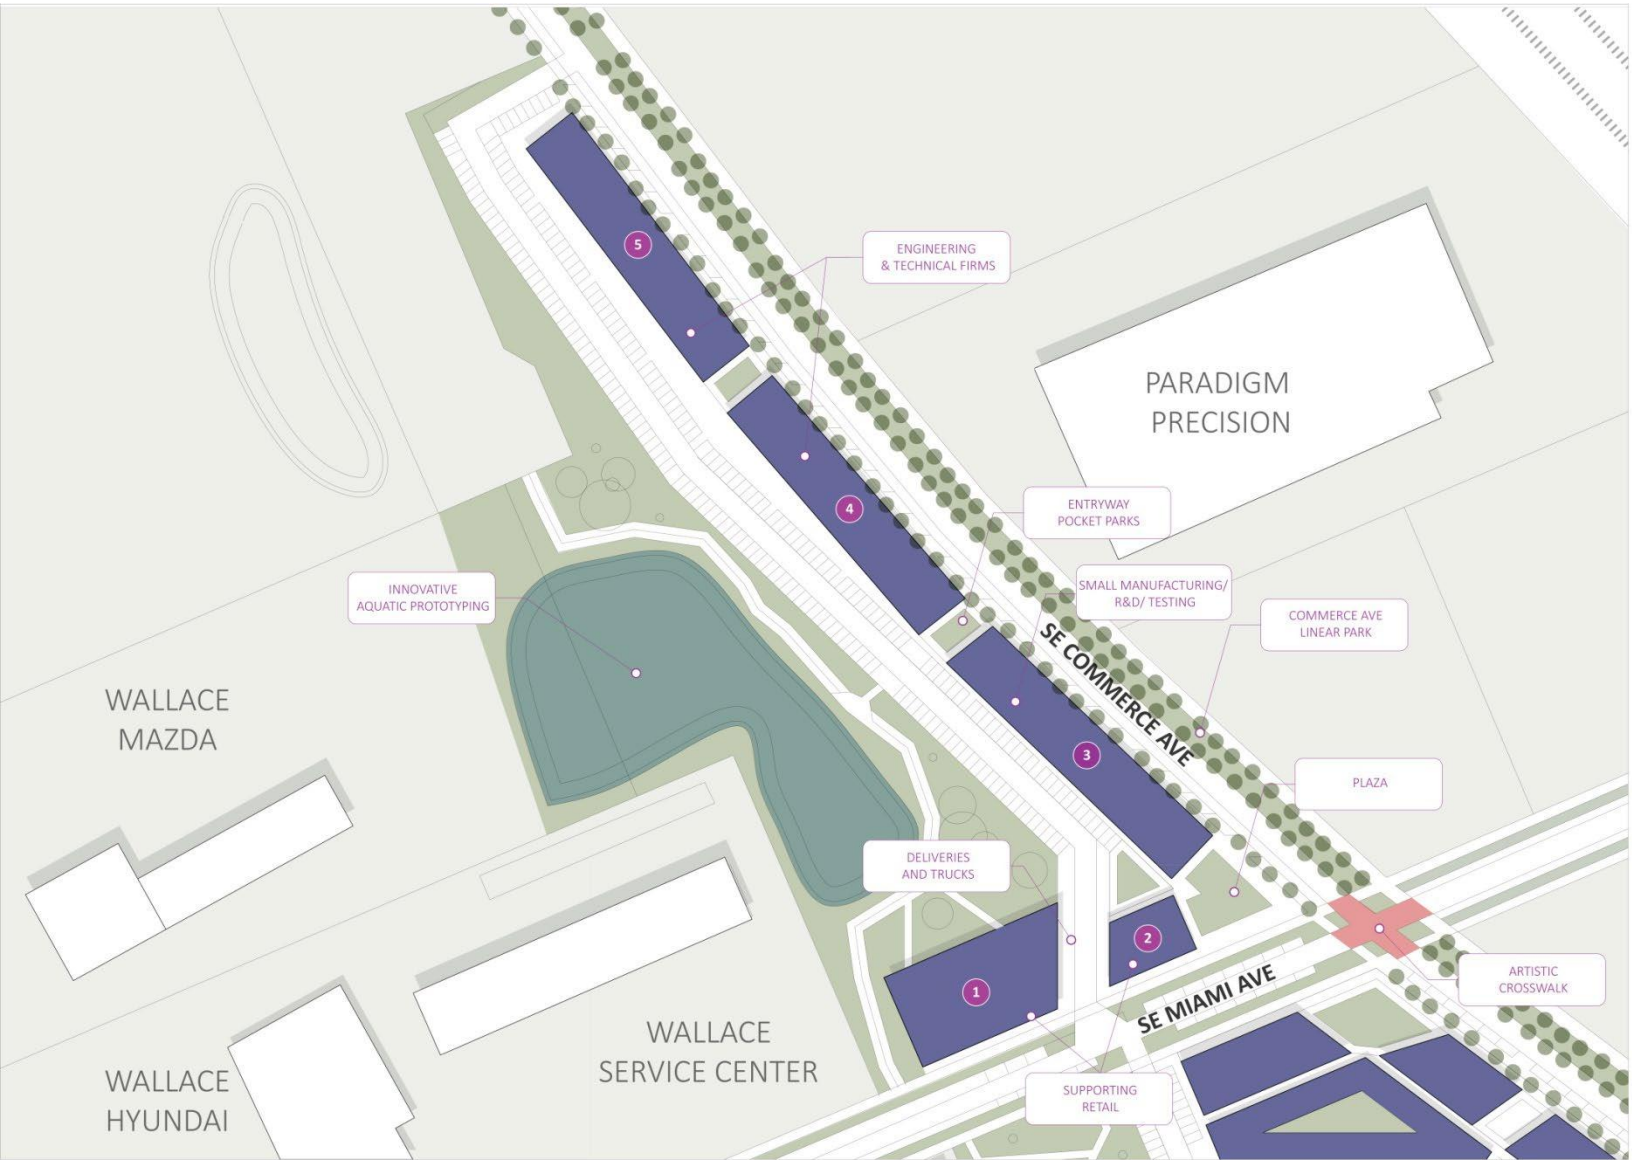 5
ENGINEERING
& TECHNICAL FIRMS
PARADIGM
PRECISION
4
ENTRYWAY
POCKET PARKS
SMALL MANUFACTURING/
R&D/ TESTING
INNOVATIVE
AQUATIC PROTOTYPING
COMMERCE AVE
LINEAR PARK
SE COMMERCE AVE
WALLACE
MAZDA
3
PLAZA
DELIVERIES
AND TRUCKS
2
1
ARTISTIC
CROSSWALK
SE MIAMI AVE
WALLACE
SERVICE CENTER
WALLACE
HYUNDAI
SUPPORTING
RETAIL